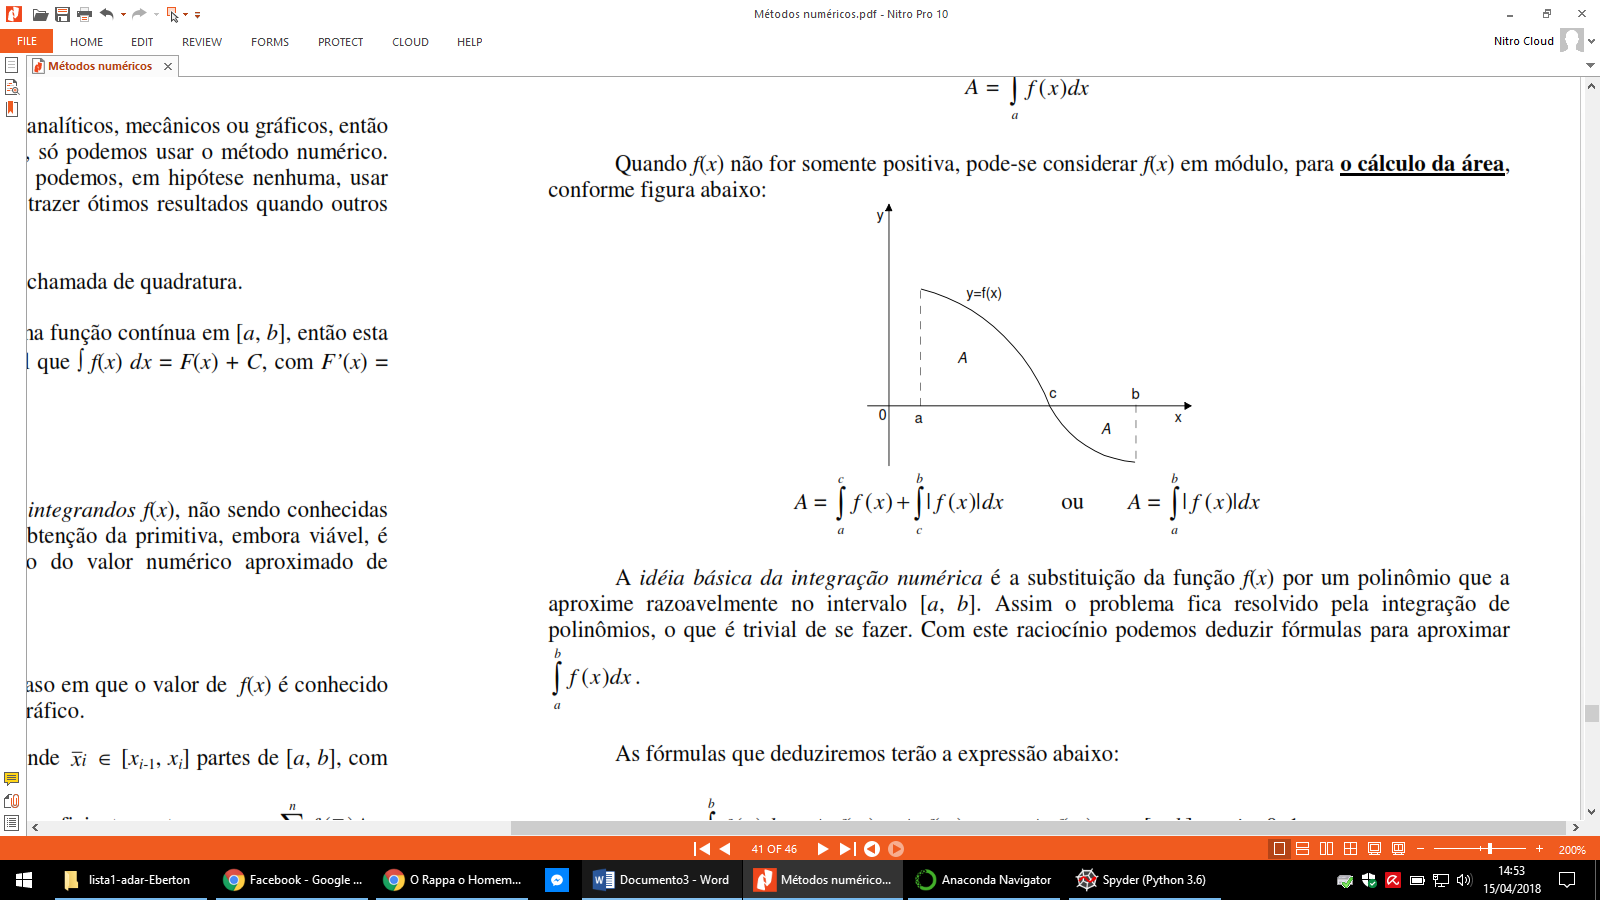 Métodos numéricos.pdf - Nitro Pro 10
FILE HOME EDIT REVIEW FORMS PROTECT CLOUD HELP
Nitro Cloud
Métodos numéricos
analíticos, mecânicos ou gráficos, então
, só podemos usar o método numérico.
podemos, em hipótese nenhuma, usar
trazer ótimos resultados quando outros
chamada de quadratura.
função contínua em [a, b], então esta
que ∫ f(x) dx = F(x) + C, com F'(x) =
integrandos f(x), não sendo conhecidas
btenção da primitiva, embora viável, é
o do valor numérico aproximado de
aso em que o valor de f(x) é conhecido
ráfico.
nde x̅i ∈ [xi-1, xi] partes de [a, b], com
n
A = ∫ f(x)dx
a
Quando f(x) não for somente positiva, pode-se considerar f(x) em módulo, para o cálculo da área,
conforme figura abaixo:
y
y=f(x)
A
c
b
0
a
x
A
c b b
A = ∫ f(x) + ∫ |f(x)|dx ou A = ∫ |f(x)|dx
a c a
A idéia básica da integração numérica é a substituição da função f(x) por um polinômio que a
aproxime razoavelmente no intervalo [a, b]. Assim o problema fica resolvido pela integração de
polinômios, o que é trivial de se fazer. Com este raciocínio podemos deduzir fórmulas para aproximar
b
∫ f(x)dx.
a
As fórmulas que deduziremos terão a expressão abaixo:
b
41 OF 46
200%
lista1-adar-Eberton
Facebook - Google ...
O Rappa o Homem...
Documento3 - Word
Métodos numérico...
Anaconda Navigator
Spyder (Python 3.6)
14:53
15/04/2018